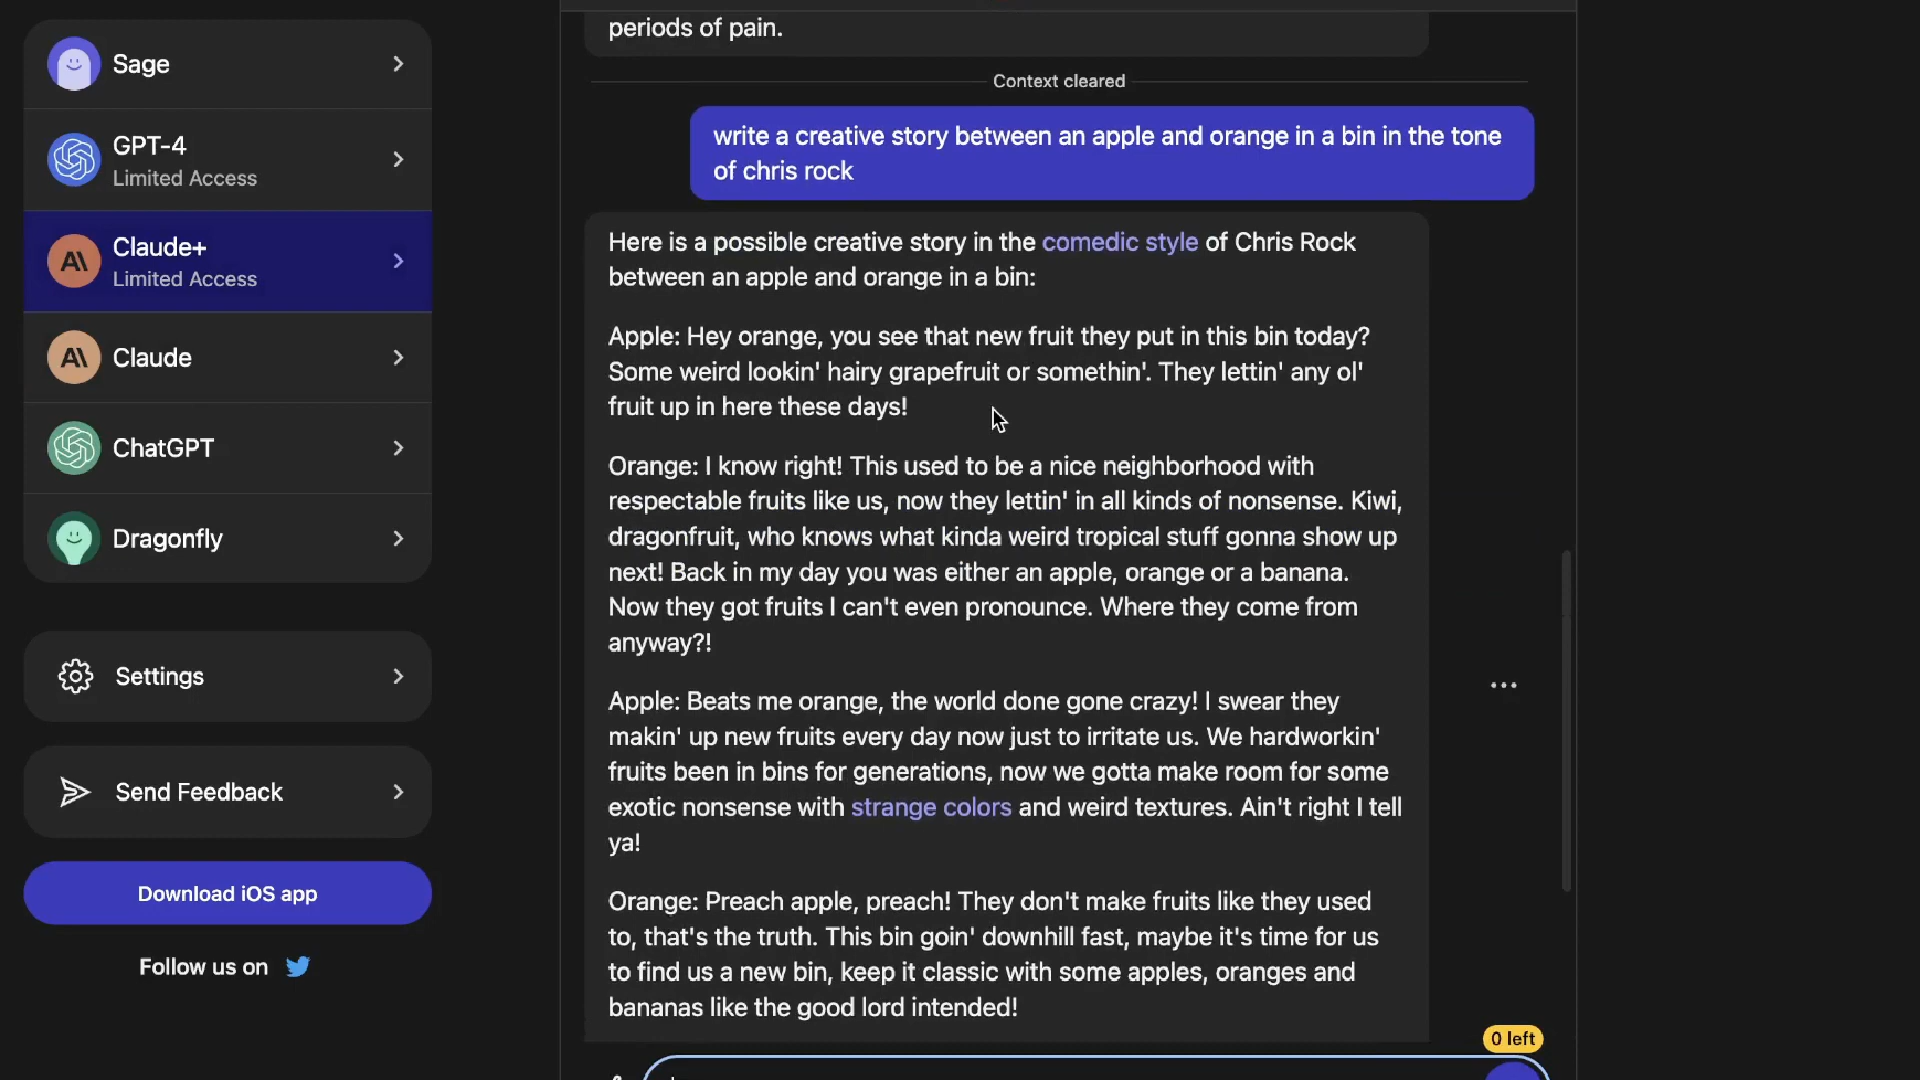 Sage
GPT-4
Limited Access
Claude+
Limited Access
Claude
ChatGPT
Dragonfly
Settings
Send Feedback
Download iOS app
Follow us on
periods of pain.
Context cleared
write a creative story between an apple and orange in a bin in the tone
of chris rock
Here is a possible creative story in the comedic style of Chris Rock
between an apple and orange in a bin:
Apple: Hey orange, you see that new fruit they put in this bin today?
Some weird lookin' hairy grapefruit or somethin'. They lettin' any ol'
fruit up in here these days!
Orange: I know right! This used to be a nice neighborhood with
respectable fruits like us, now they lettin' in all kinds of nonsense. Kiwi,
dragonfruit, who knows what kinda weird tropical stuff gonna show up
next! Back in my day you was either an apple, orange or a banana.
Now they got fruits I can't even pronounce. Where they come from
anyway?!
Apple: Beats me orange, the world done gone crazy! I swear they
makin' up new fruits every day now just to irritate us. We hardworkin'
fruits been in bins for generations, now we gotta make room for some
exotic nonsense with strange colors and weird textures. Ain't right I tell
ya!
Orange: Preach apple, preach! They don't make fruits like they used
to, that's the truth. This bin goin' downhill fast, maybe it's time for us
to find us a new bin, keep it classic with some apples, oranges and
bananas like the good lord intended!
0 left